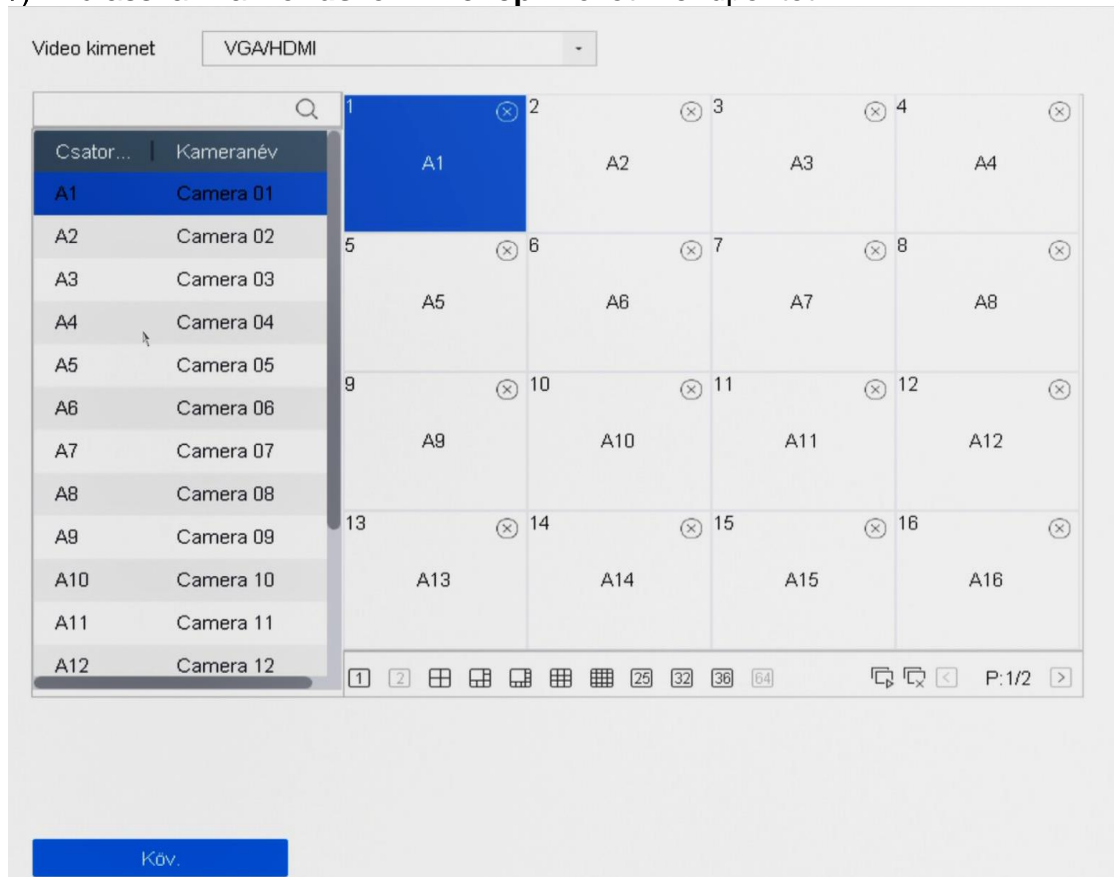 Video kimenet VGA/HDMI
Csator... Kameranév
A1 Camera 01
A2 Camera 02
A3 Camera 03
A4 Camera 04
A5 Camera 05
A6 Camera 06
A7 Camera 07
A8 Camera 08
A9 Camera 09
A10 Camera 10
A11 Camera 11
A12 Camera 12
1 2 3 4
A1 A2 A3 A4
5 6 7 8
A5 A6 A7 A8
9 10 11 12
A9 A10 A11 A12
13 14 15 16
A13 A14 A15 A16
1 2 25 32 36 64 P:1/2
Köv.